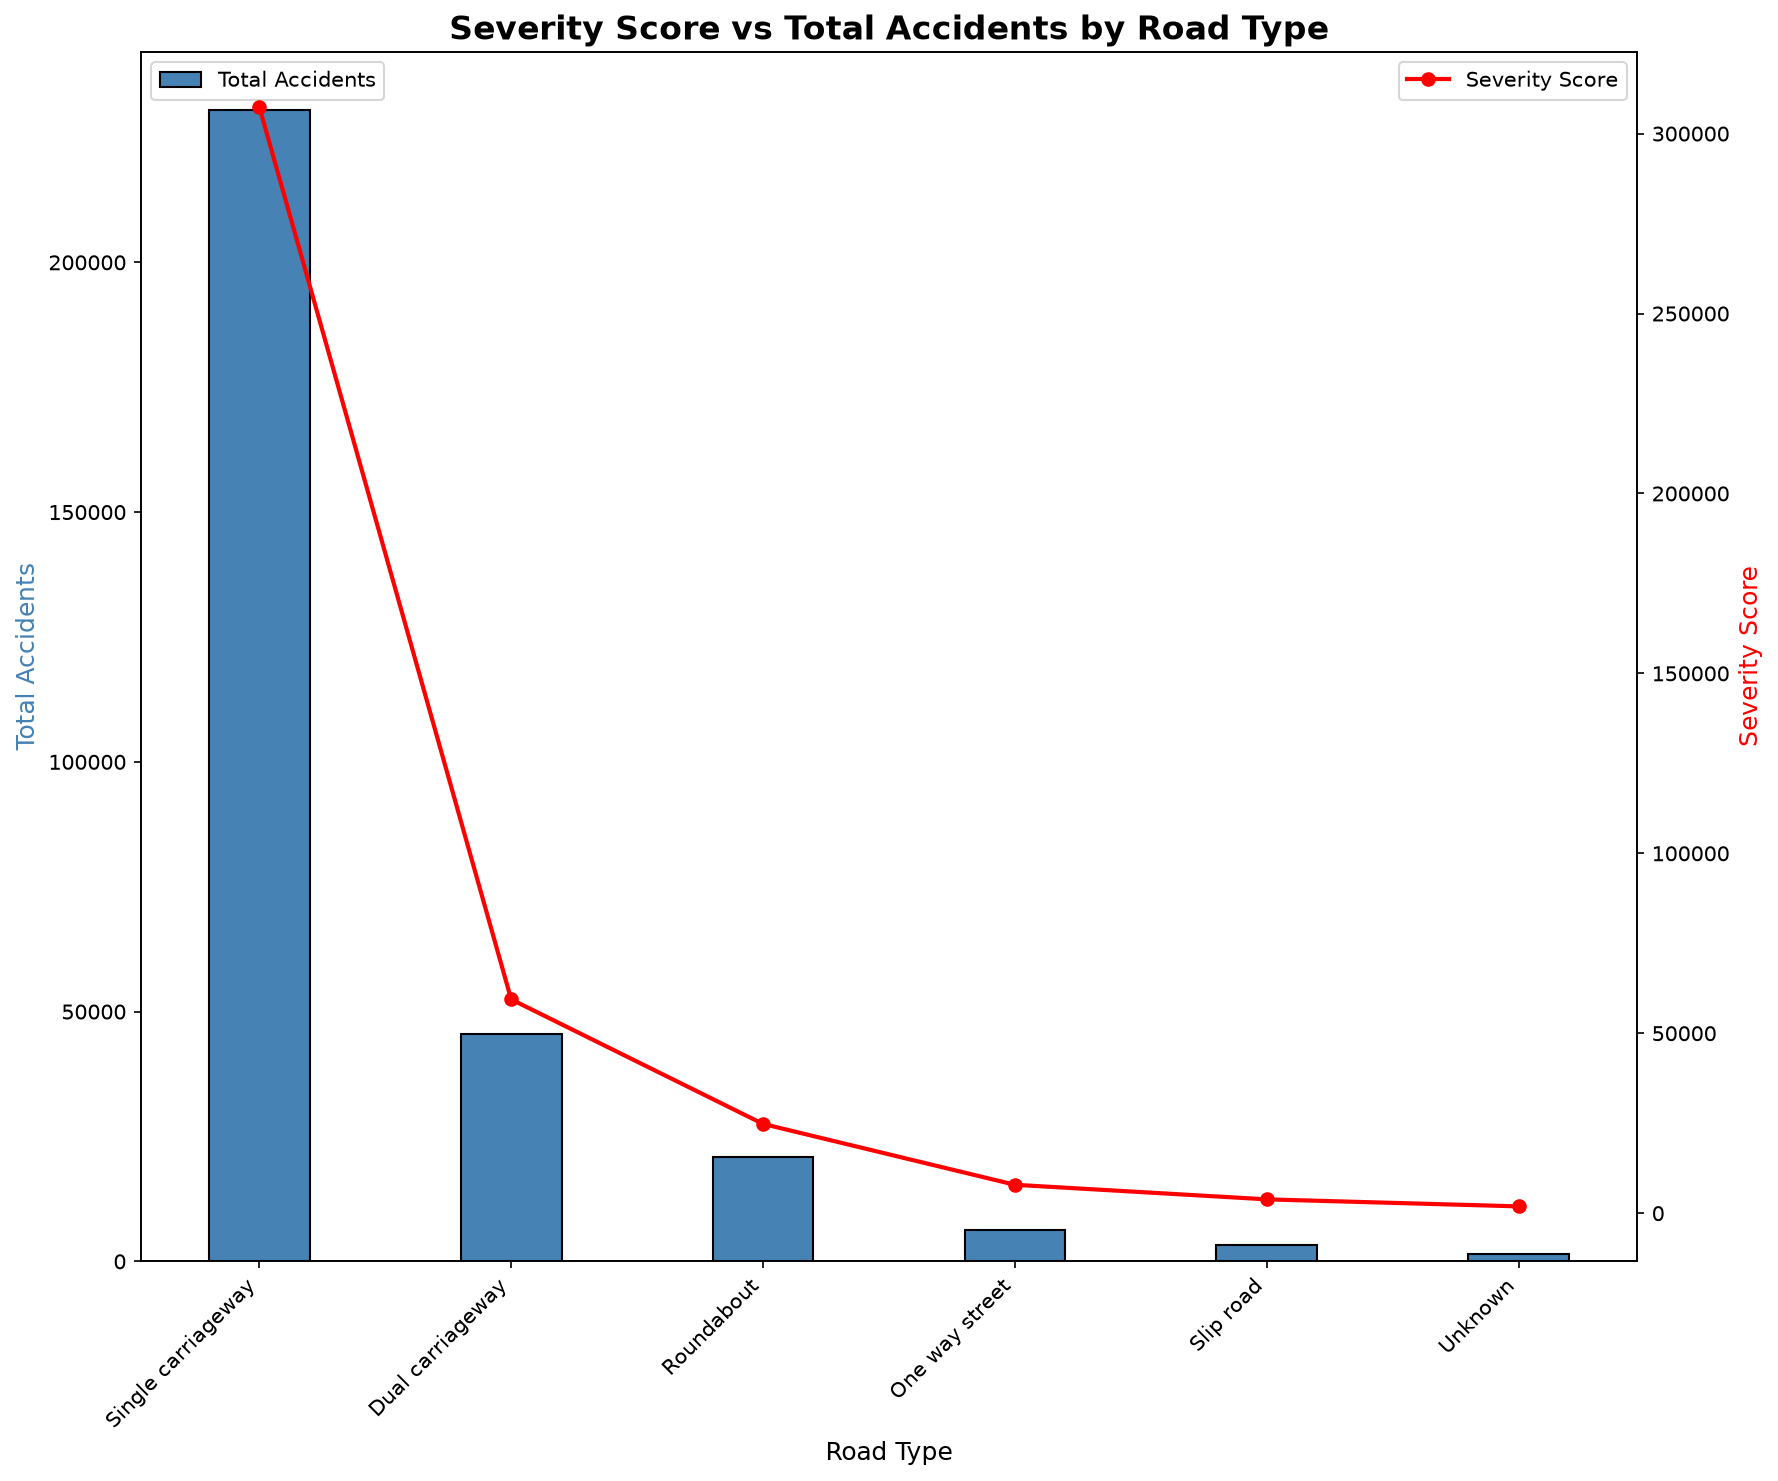 Severity Score vs Total Accidents by Road Type
Total Accidents
Severity Score
200000
150000
100000
50000
0
Total Accidents
300000
250000
200000
150000
100000
50000
0
Severity Score
Single carriageway
Dual carriageway
Roundabout
One way street
Slip road
Unknown
Road Type